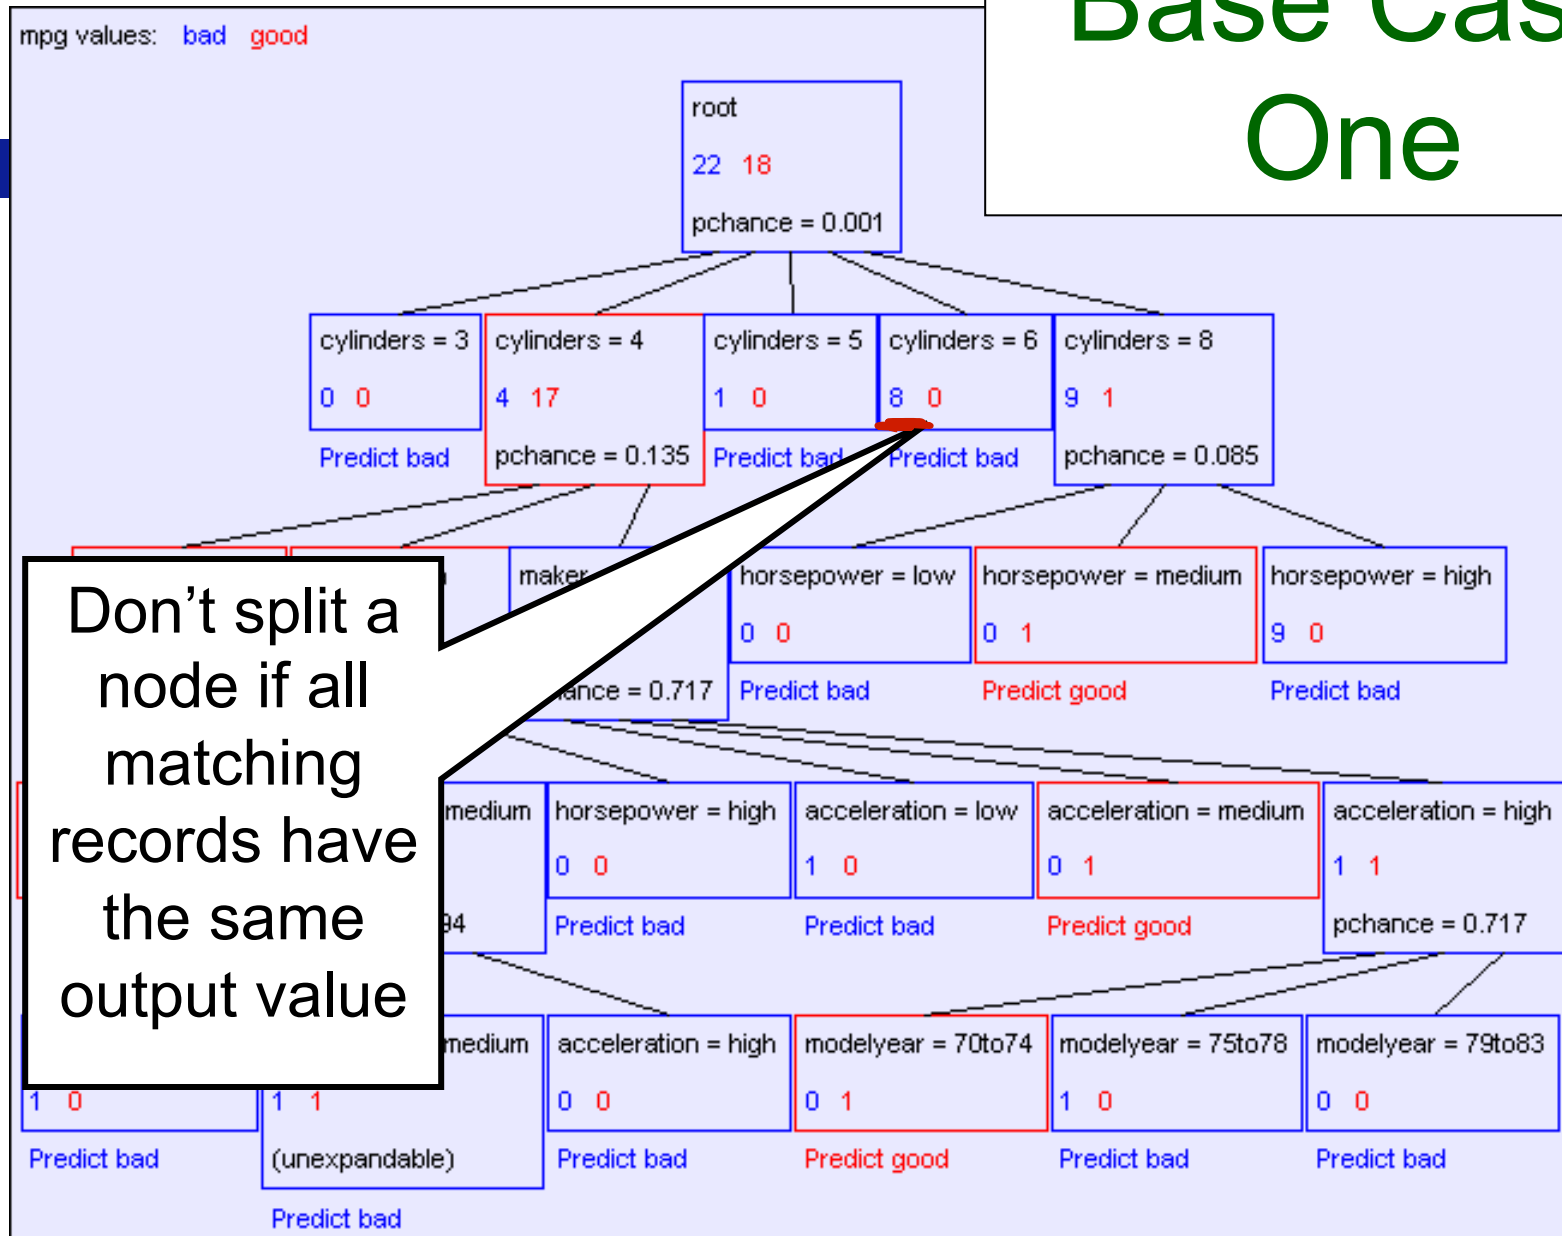 Base Cas
One
mpg values: bad good
root
22 18
pchance = 0.001
cylinders = 3
0 0
Predict bad
cylinders = 4
4 17
pchance = 0.135
cylinders = 5
1 0
Predict bad
cylinders = 6
8 0
Predict bad
cylinders = 8
9 1
pchance = 0.085
maker
pchance = 0.717
horsepower = low
0 0
Predict bad
horsepower = medium
0 1
Predict good
horsepower = high
9 0
Predict bad
Don't split a
node if all
matching
records have
the same
output value
medium
94
horsepower = high
0 0
Predict bad
acceleration = low
1 0
Predict bad
acceleration = medium
0 1
Predict good
acceleration = high
1 1
pchance = 0.717
1 0
Predict bad
medium
1 1
(unexpandable)
Predict bad
acceleration = high
0 0
Predict bad
modelyear = 70to74
0 1
Predict good
modelyear = 75to78
1 0
Predict bad
modelyear = 79to83
0 0
Predict bad